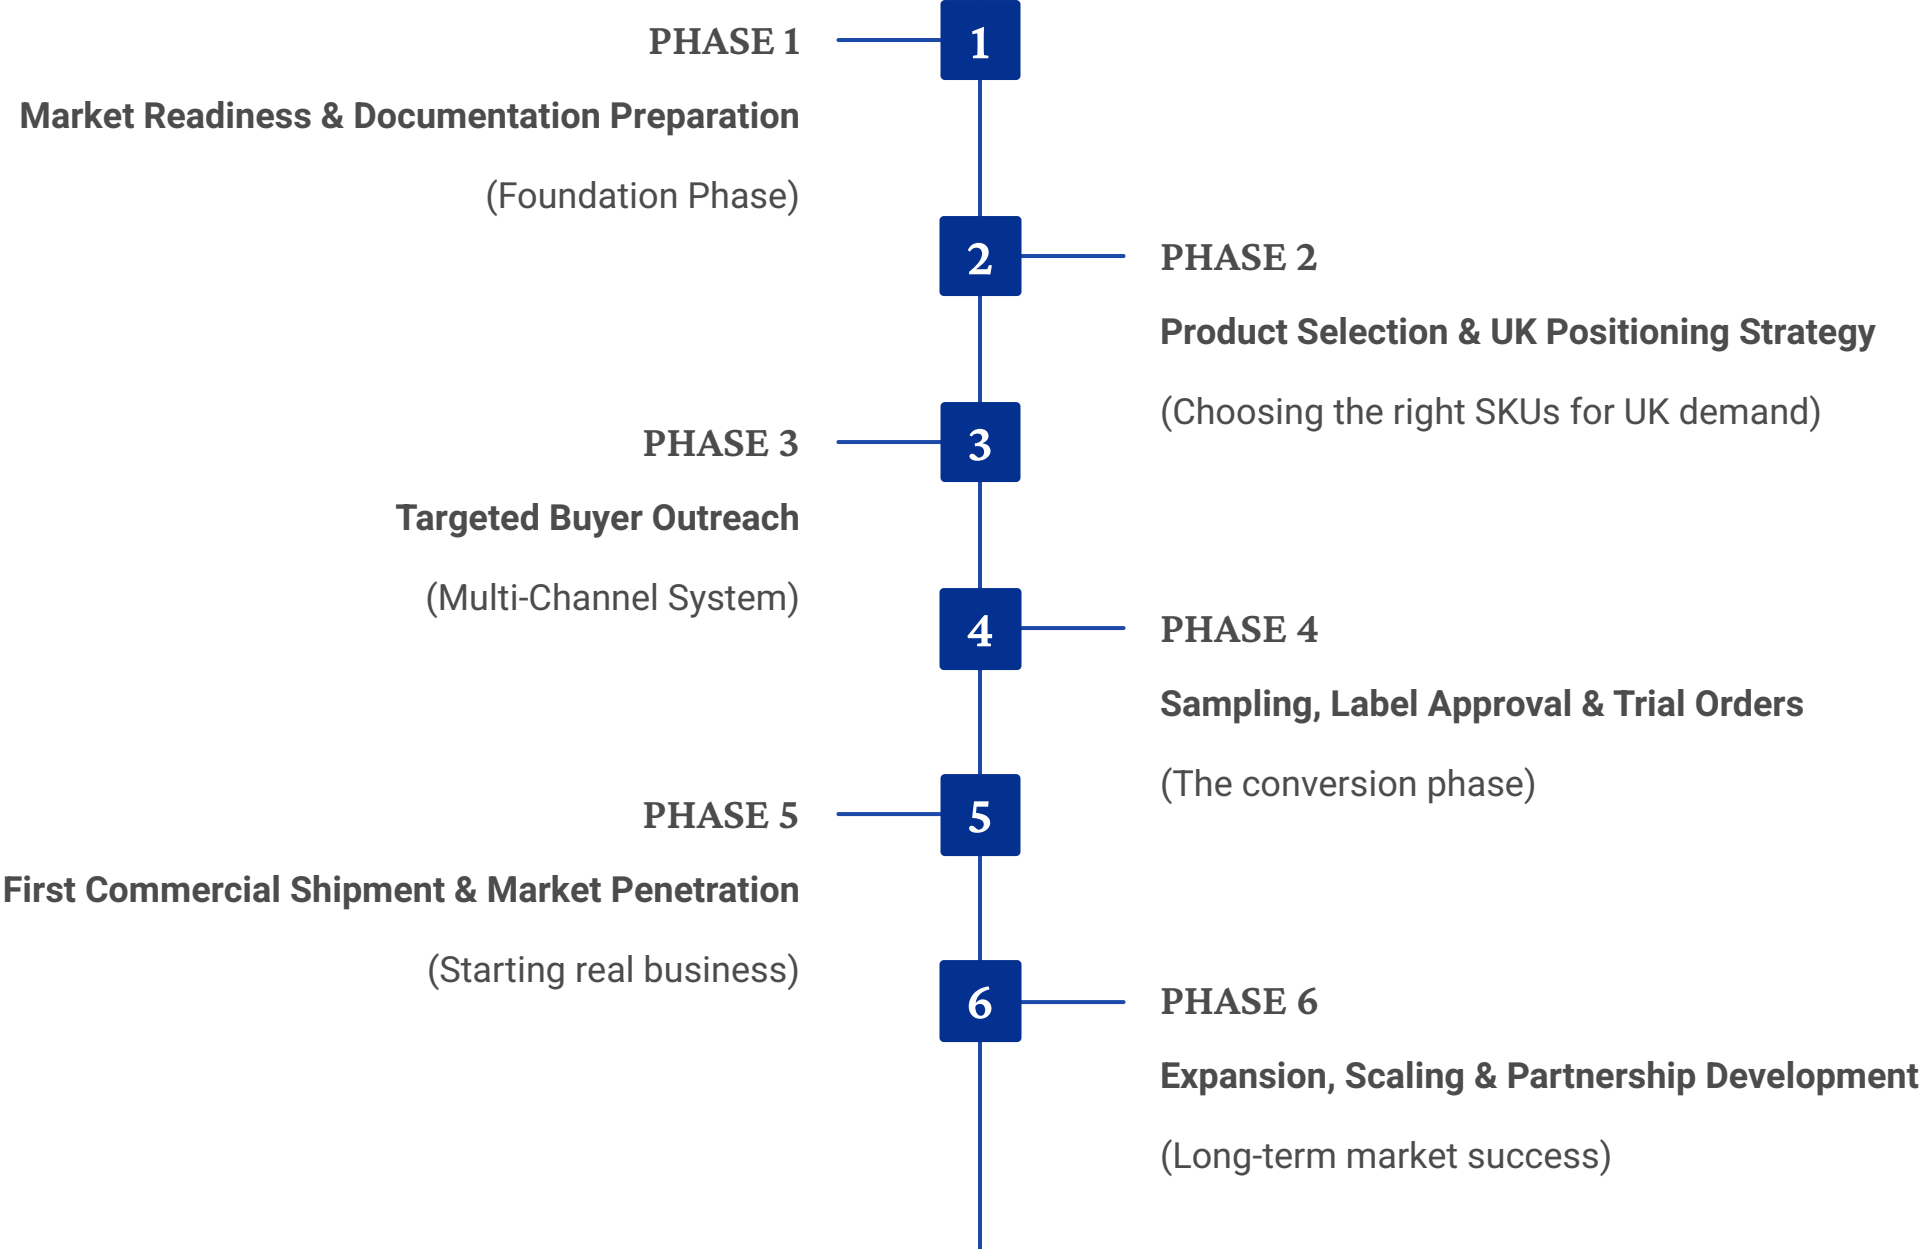 PHASE 1
1
Market Readiness & Documentation Preparation
(Foundation Phase)
2
PHASE 2
Product Selection & UK Positioning Strategy
(Choosing the right SKUs for UK demand)
PHASE 3
3
Targeted Buyer Outreach
(Multi-Channel System)
4
PHASE 4
Sampling, Label Approval & Trial Orders
(The conversion phase)
PHASE 5
5
First Commercial Shipment & Market Penetration
(Starting real business)
6
PHASE 6
Expansion, Scaling & Partnership Development
(Long-term market success)